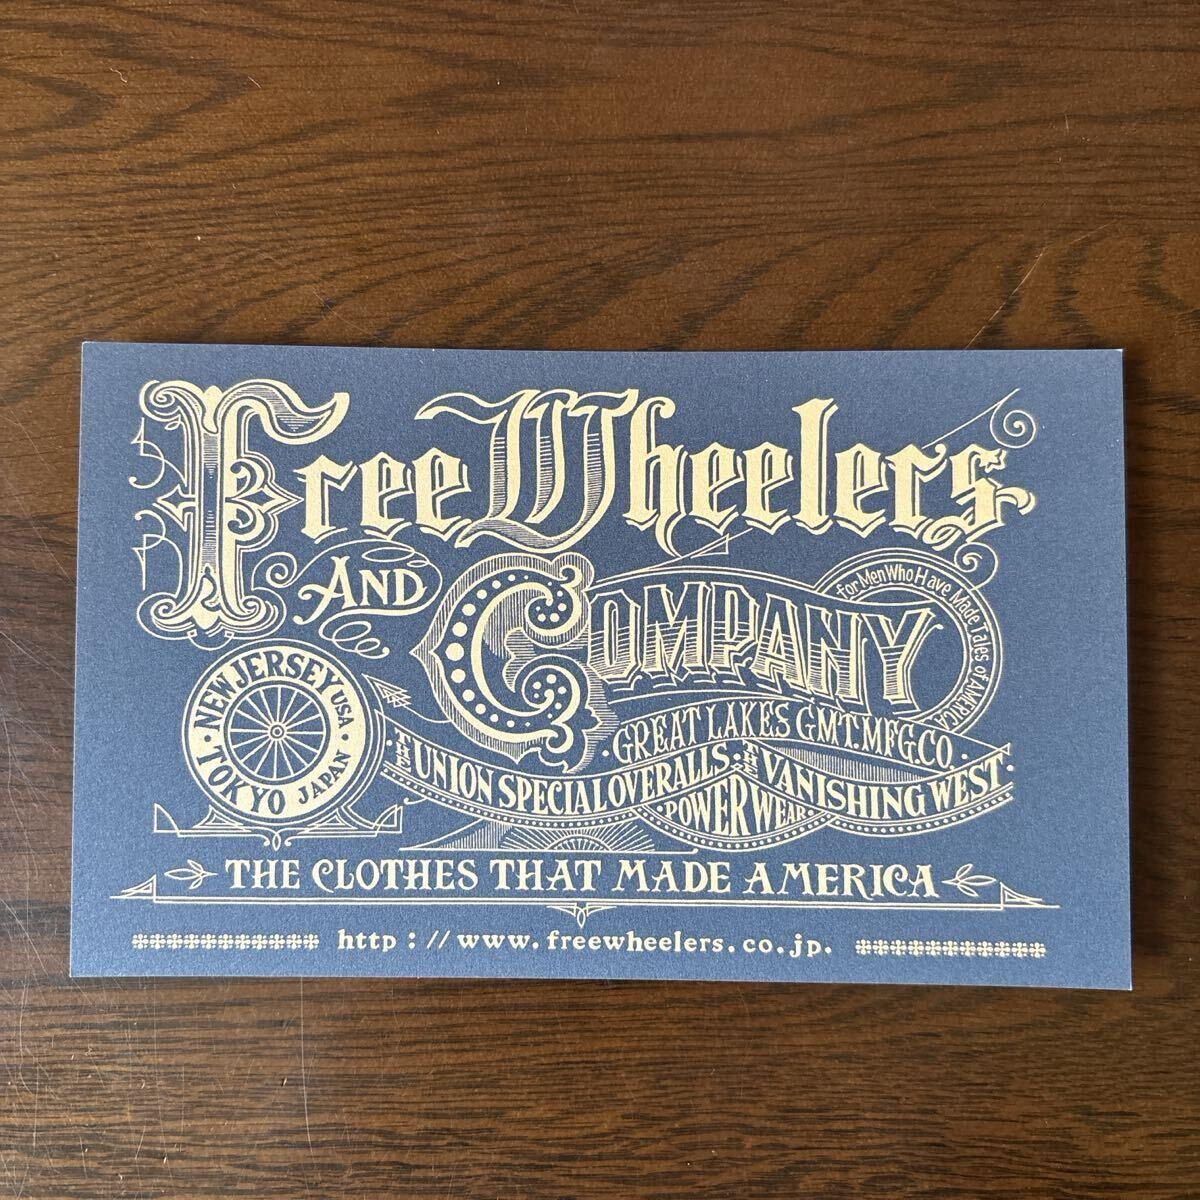 Free Wheelers
AND COMPANY
for Men Who Have Made Tales of AMERICA
NEW JERSEY USA
TOKYO JAPAN
·GREAT LAKES GMT.MFG.CO.·
·THE UNION SPECIAL OVERALLS·
·THE VANISHING WEST·
·POWER WEAR·
THE CLOTHES THAT MADE AMERICA
http://www.freewheelers.co.jp.